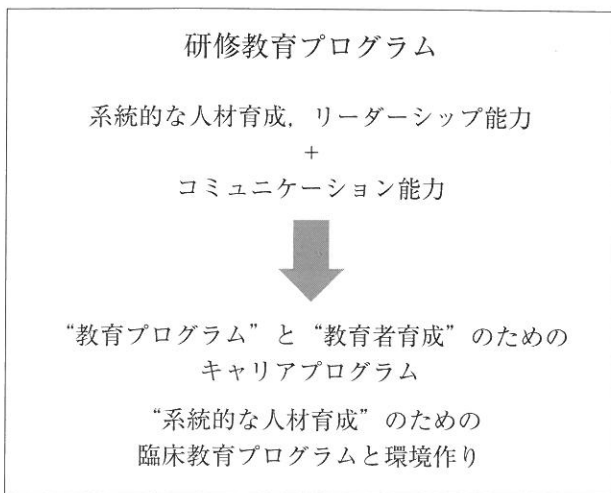 研修教育プログラム
系統的な人材育成，リーダーシップ能力
+
コミュニケーション能力
“教育プログラム”と“教育者育成”のための
キャリアプログラム
“系統的な人材育成”のための
臨床教育プログラムと環境作り